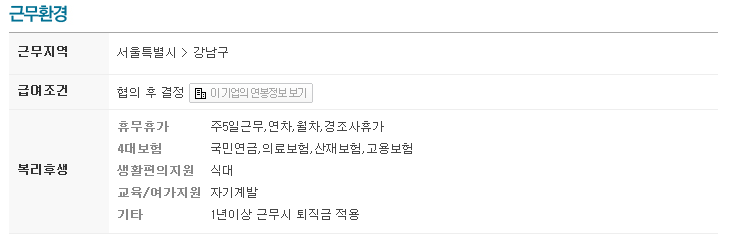 근무환경
근무지역 서울특별시 > 강남구
급여조건 협의 후 결정 이 기업의 연봉정보 보기
복리후생
휴무휴가 주5일근무,연차,월차,경조사휴가
4대보험 국민연금,의료보험,산재보험,고용보험
생활편의지원 식대
교육/여가지원 자기계발
기타 1년이상 근무시 퇴직금 적용